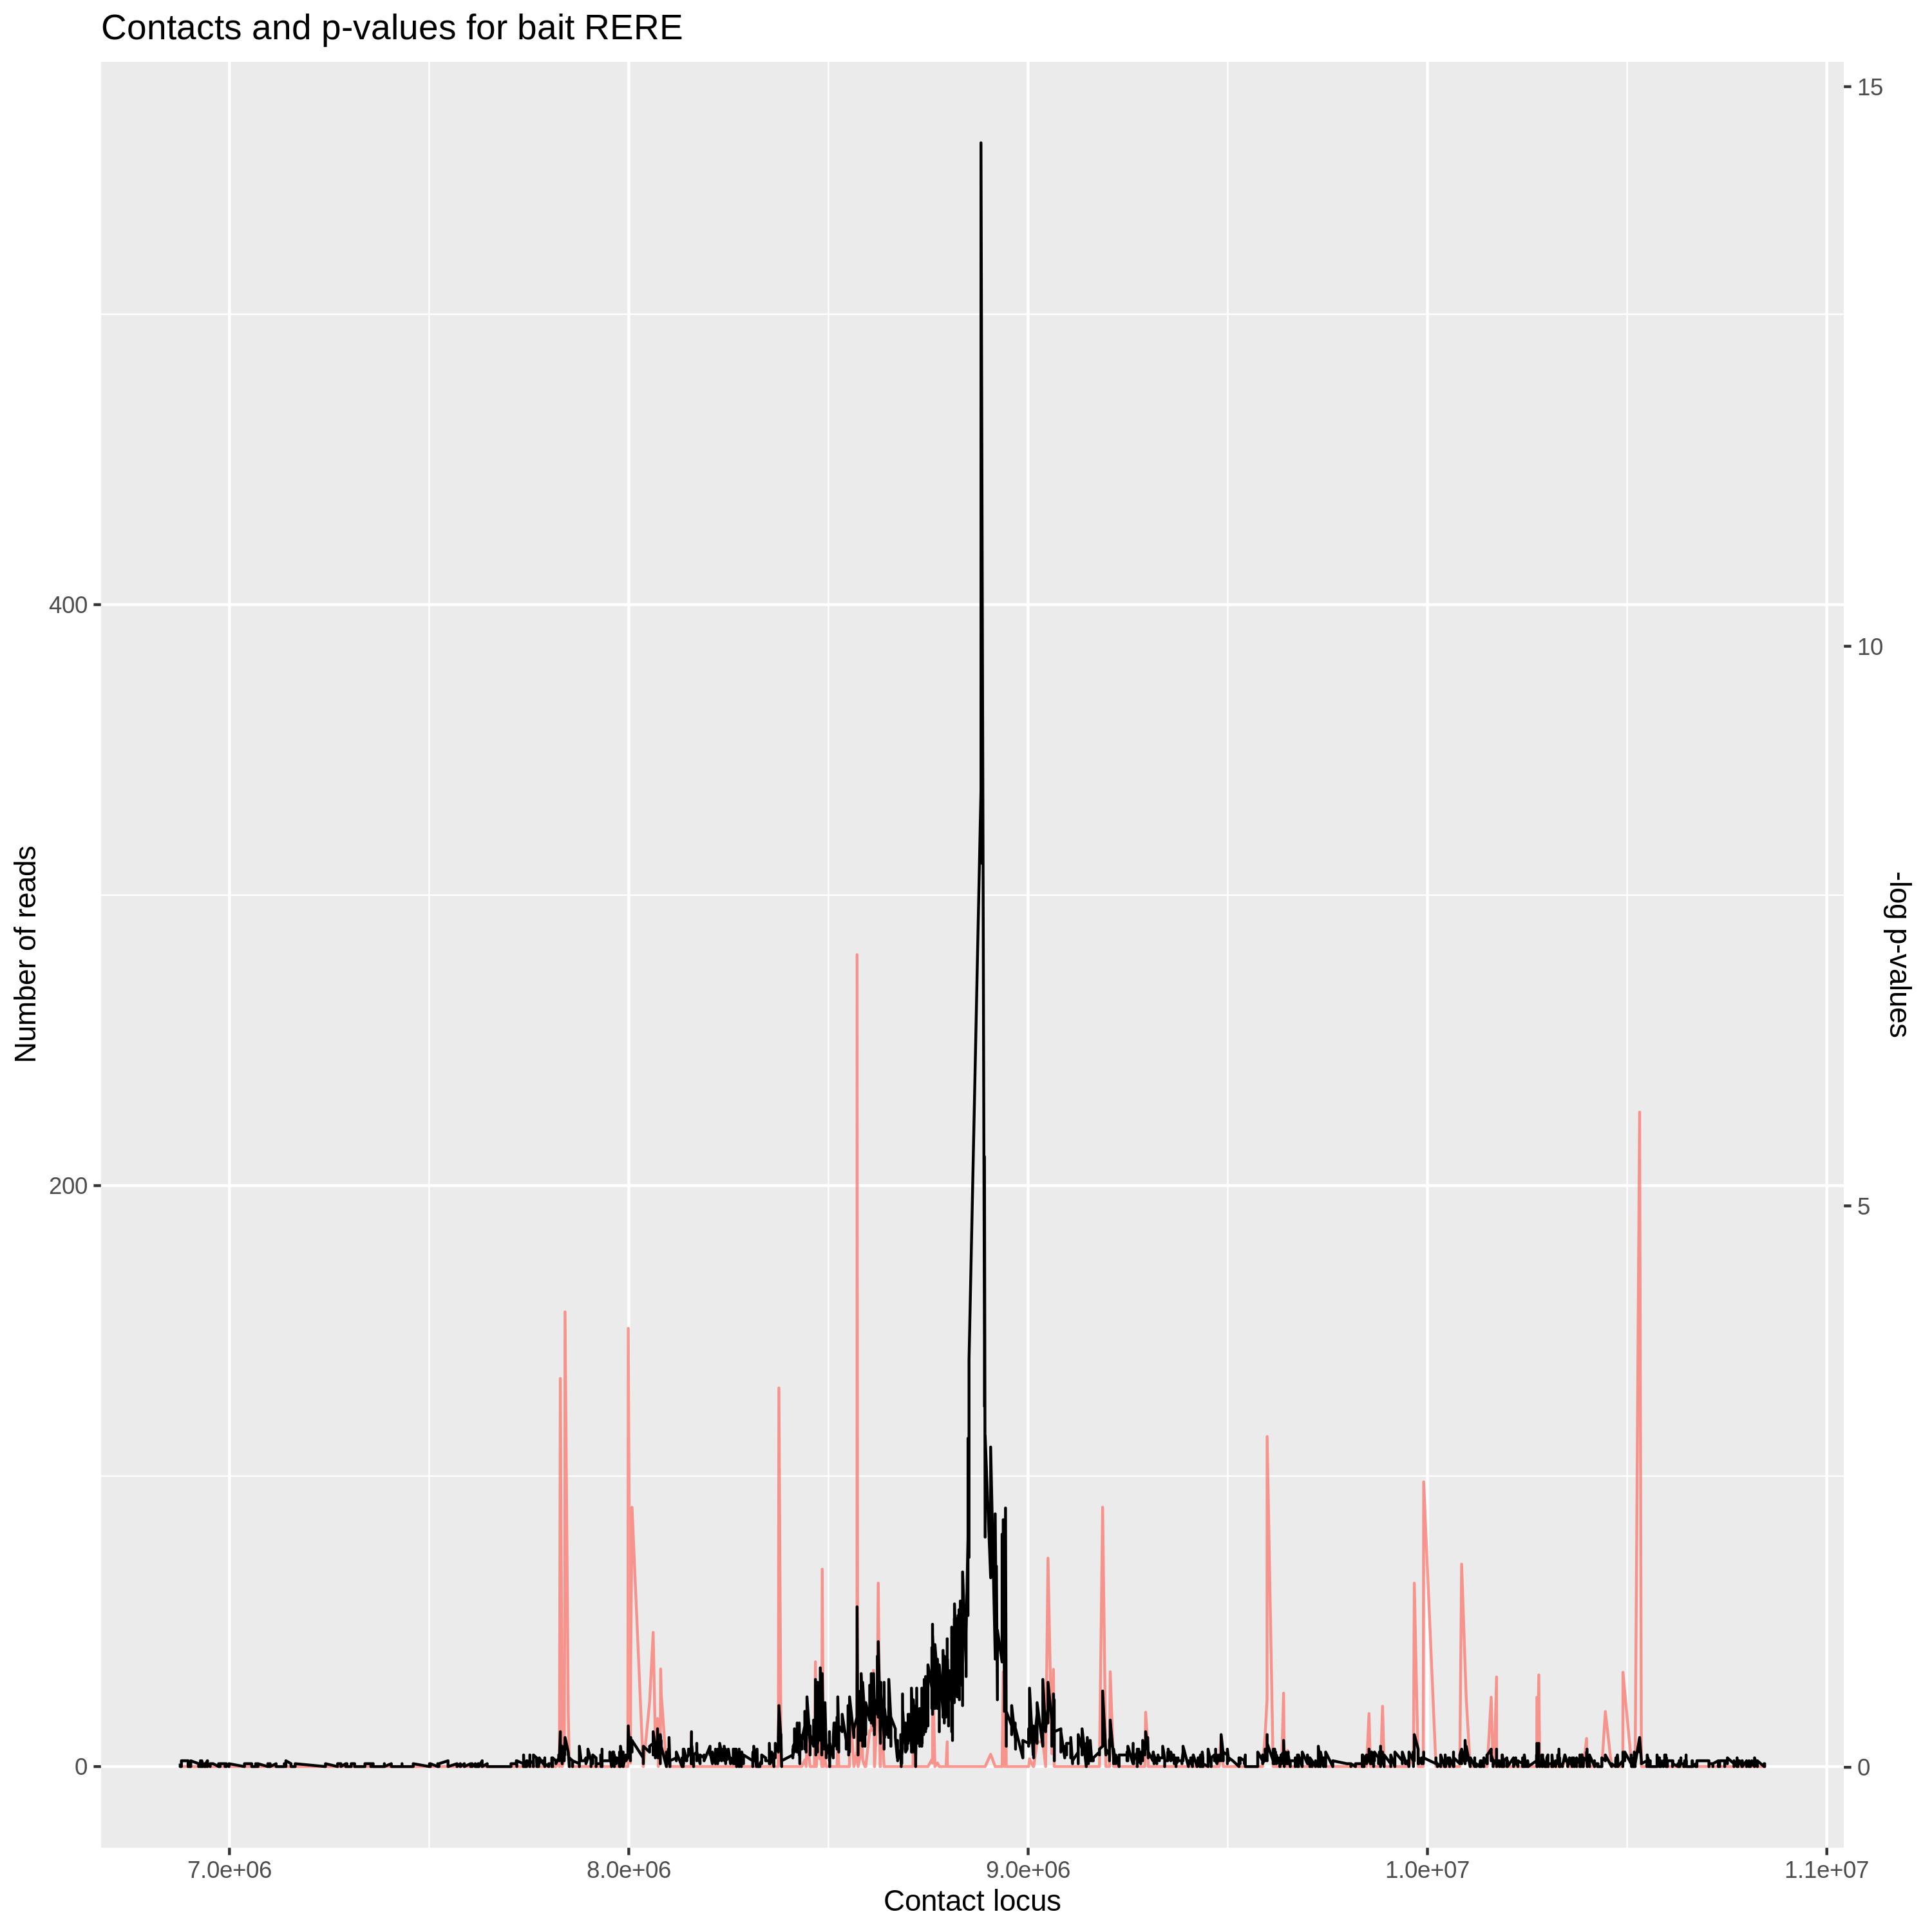 Contacts and p-values for bait RERE
15
400
10
Number of reads
-log p-values
200
5
0
0
7.0e+06
8.0e+06
9.0e+06
1.0e+07
1.1e+07
Contact locus